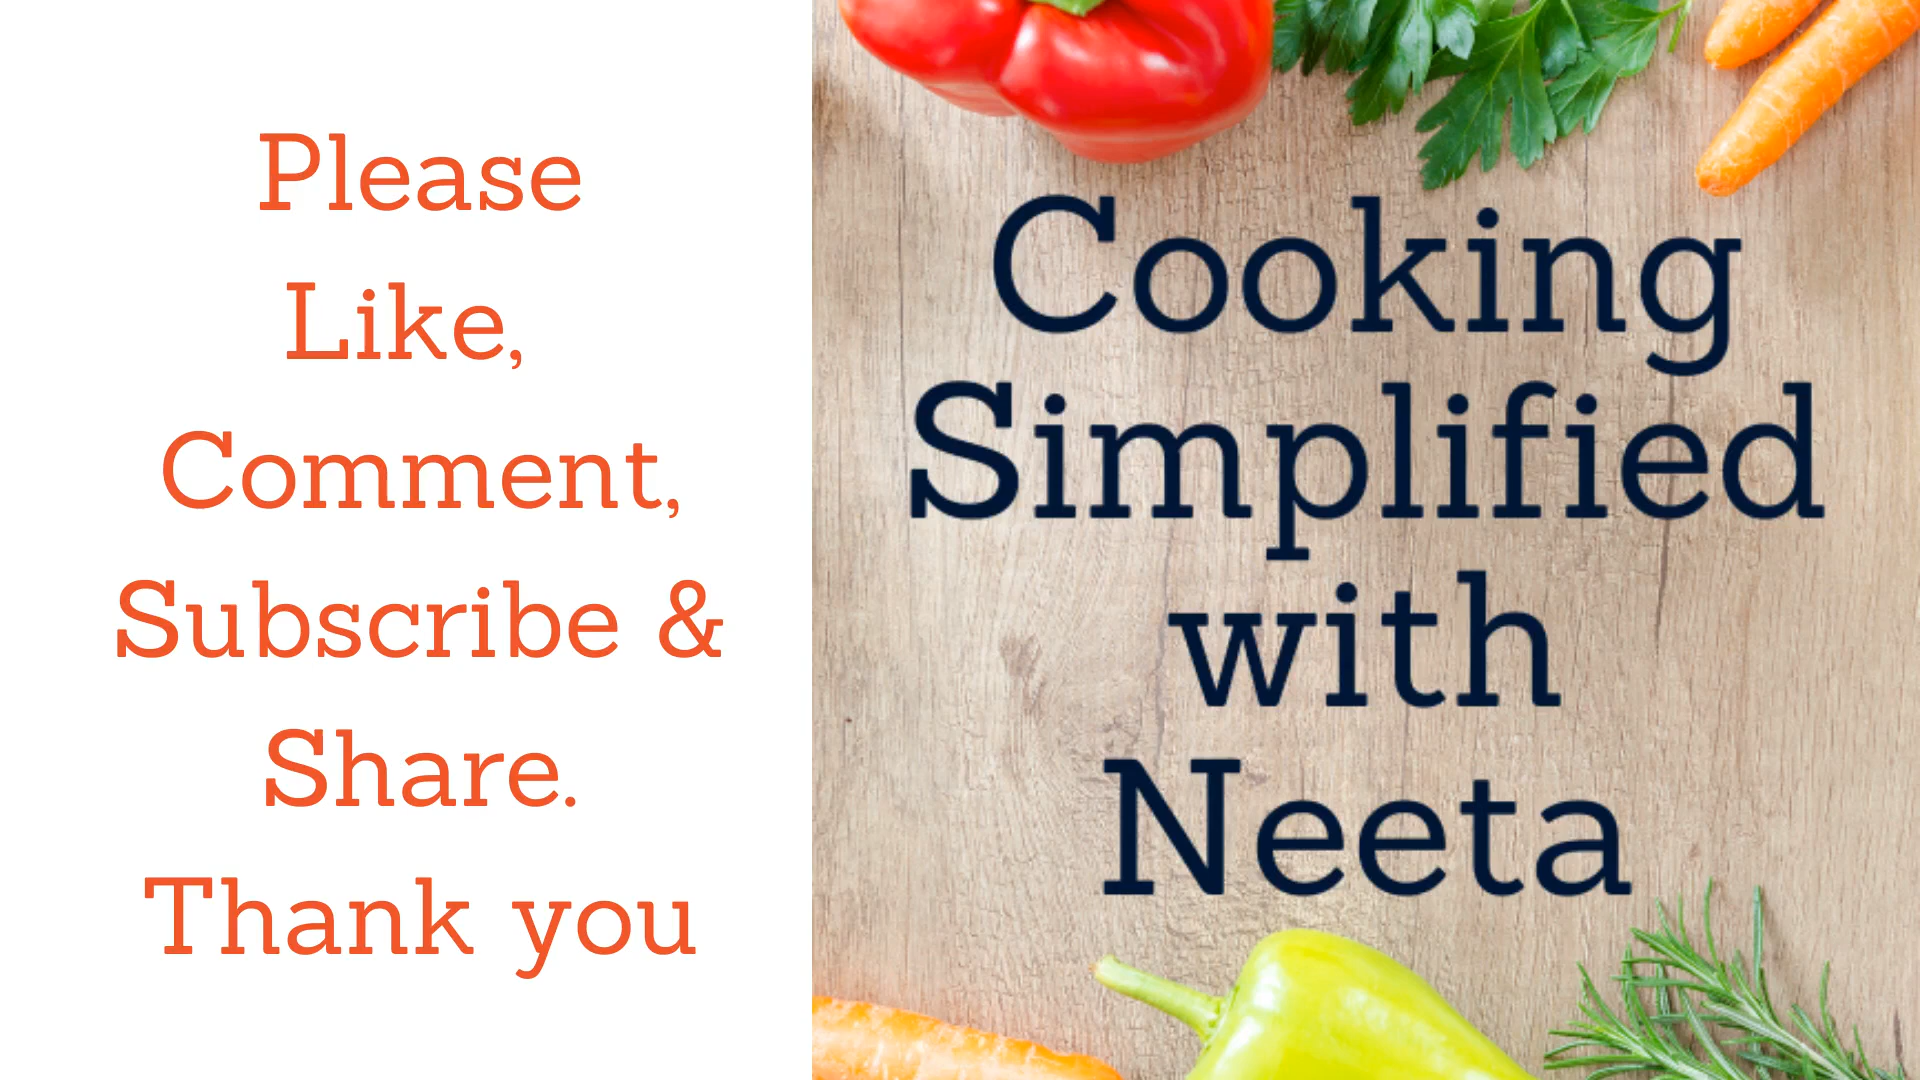 Please
Like,
Comment,
Subscribe &
Share.
Thank you
Cooking
Simplified
with
Neeta